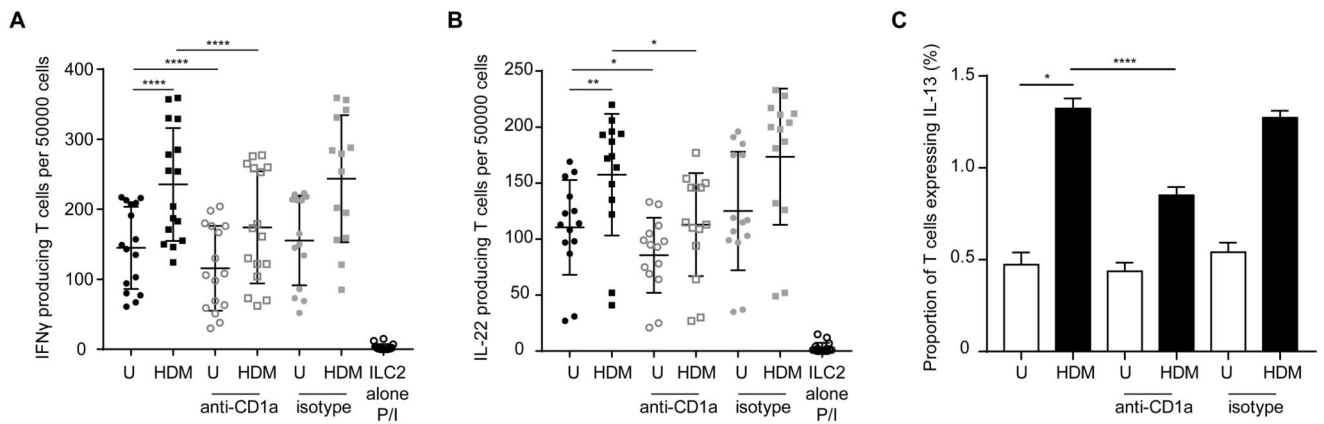 A
IFNγ producing T cells per 50000 cells
400
300
200
100
0
****
****
****
U HDM U HDM U HDM ILC2
alone
P/I
anti-CD1a isotype
B
IL-22 producing T cells per 50000 cells
250
200
150
100
50
0
*
*
**
U HDM U HDM U HDM ILC2
alone
P/I
anti-CD1a isotype
C
Proportion of T cells expressing IL-13 (%)
1.5
1.0
0.5
0
* ****
U HDM U HDM U HDM
anti-CD1a isotype